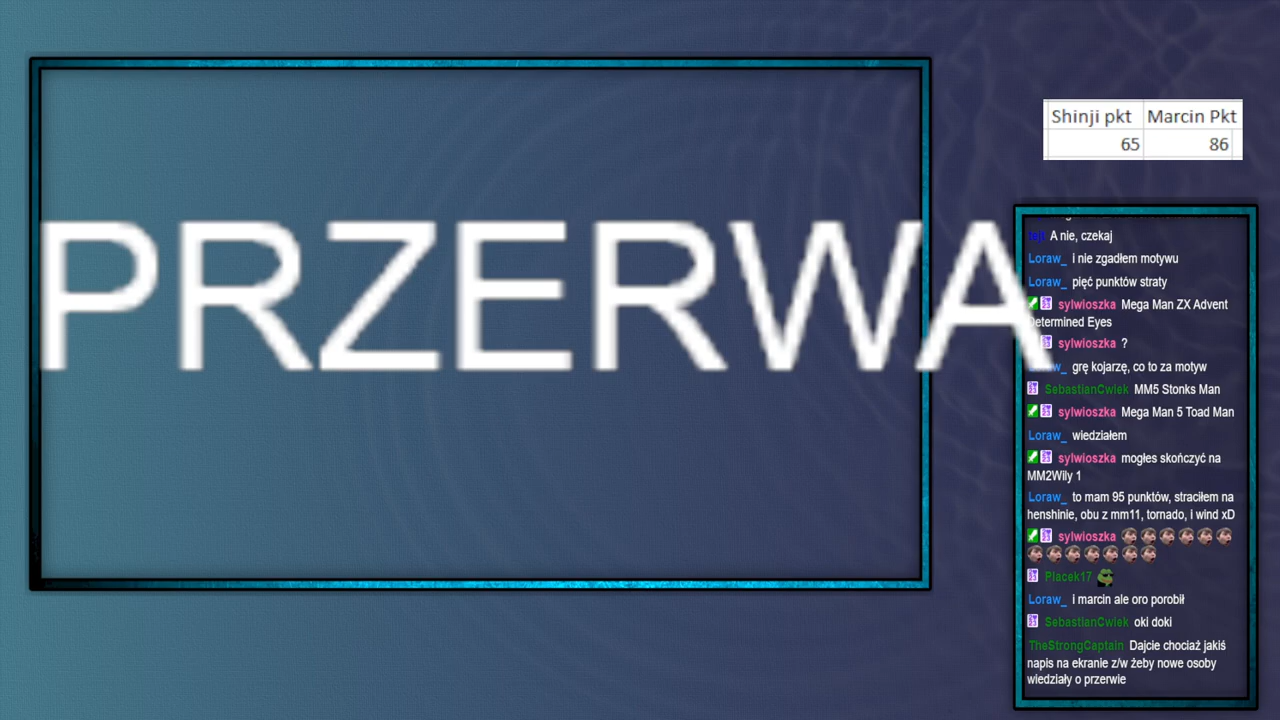 PRZERWA
Shinji pkt Marcin Pkt
65 86
A nie, czekaj
Loraw_ i nie zgadłem motywu
Loraw_ pięć punktów straty
sylwioszka Mega Man ZX Advent
Determined Eyes
sylwioszka ?
Loraw_ grę kojarzę, co to za motyw
SebastianCwiek MM5 Stonks Man
sylwioszka Mega Man 5 Toad Man
Loraw_ wiedziałem
sylwioszka mogłes skończyć na
MM2Wily 1
Loraw_ to mam 95 punktów, straciłem na
henshinie, obu z mm11, tornado, i wind xD
sylwioszka
Placek17
Loraw_ i marcin ale oro porobił
SebastianCwiek oki doki
TheStrongCaptain Dajcie chociaż jakiś
napis na ekranie z/w żeby nowe osoby
wiedziały o przerwie